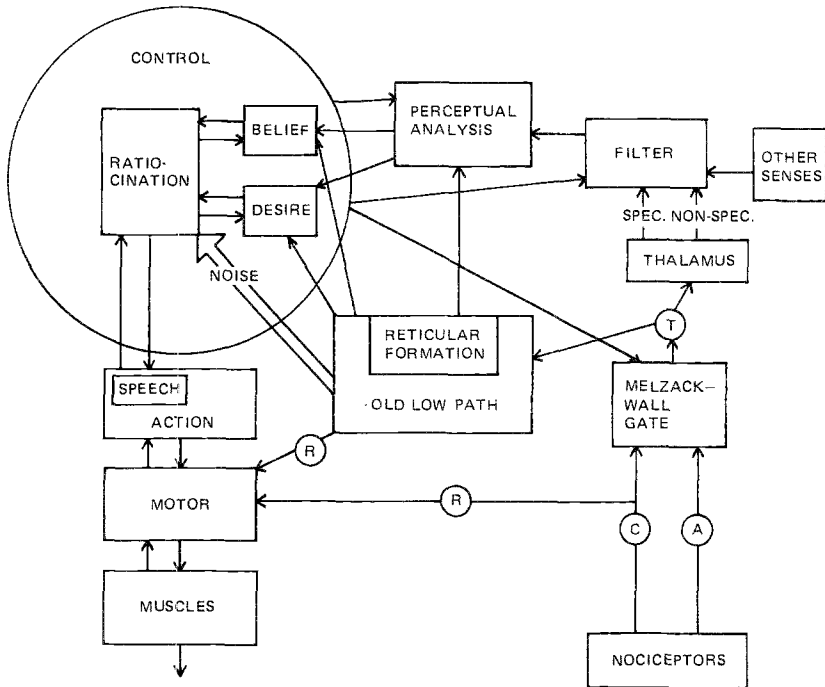 CONTROL
PERCEPTUAL
ANALYSIS
BELIEF
FILTER
OTHER
SENSES
RATIO-
CINATION
DESIRE
SPEC. NON-SPEC.
THALAMUS
NOISE
T
RETICULAR
FORMATION
MELZACK-
WALL
GATE
SPEECH
ACTION
OLD LOW PATH
R
MOTOR
R
C
A
MUSCLES
NOCICEPTORS